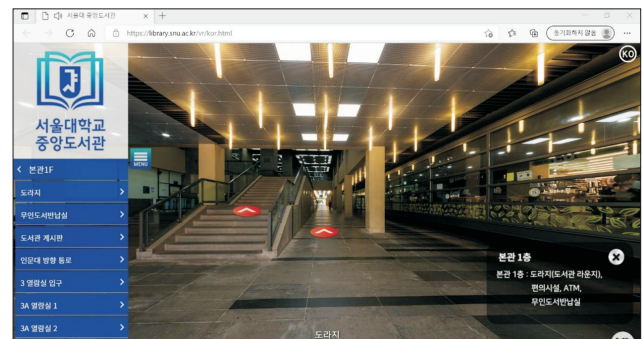 서울대 중앙도서관
https://library.snu.ac.kr/vr/kor.html
동기화하지 않음
KO
서울대학교
중앙도서관
MENU
본관1F
도라지
무인도서반납실
도서관 게시판
인문대 방향 통로
3 열람실 입구
3A 열람실 1
3A 열람실 2
본관 1층
본관 1층 : 도라지(도서관 라운지),
편의시설, ATM,
무인도서반납실
도라지